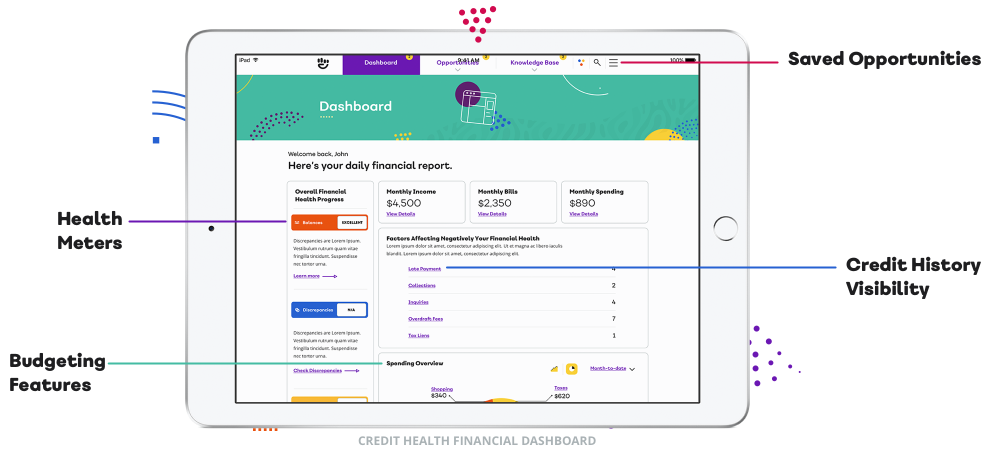 iPad
9:41 AM
100%
Dashboard
Opportunities
Knowledge Base
Saved Opportunities
Dashboard
Welcome back, John
Here's your daily financial report.
Overall Financial
Health Progress
Balances
EXCELLENT
Discrepancies are Lorem Ipsum.
Vestibulum rutrum quam vitae
fringilla tincidunt. Suspendisse
nec tortor urna.
Learn more
Discrepancies
N/A
Discrepancies are Lorem Ipsum.
Vestibulum rutrum quam vitae
fringilla tincidunt. Suspendisse
nec tortor urna.
Check Discrepancies
Monthly Income
$4,500
View Details
Monthly Bills
$2,350
View Details
Monthly Spending
$890
View Details
Factors Affecting Negatively Your Financial Health
Lorem ipsum dolor sit amet, consectetur adipiscing elit. Ut et magna ac libero iaculis
blandit. Lorem ipsum dolor sit amet, consectetur adipiscing elit.
Late Payment
4
Collections
2
Inquiries
4
Overdraft Fees
7
Tax Liens
1
Spending Overview
Month-to-date
Shopping
$340
Taxes
$620
Health
Meters
Credit History
Visibility
Budgeting
Features
CREDIT HEALTH FINANCIAL DASHBOARD